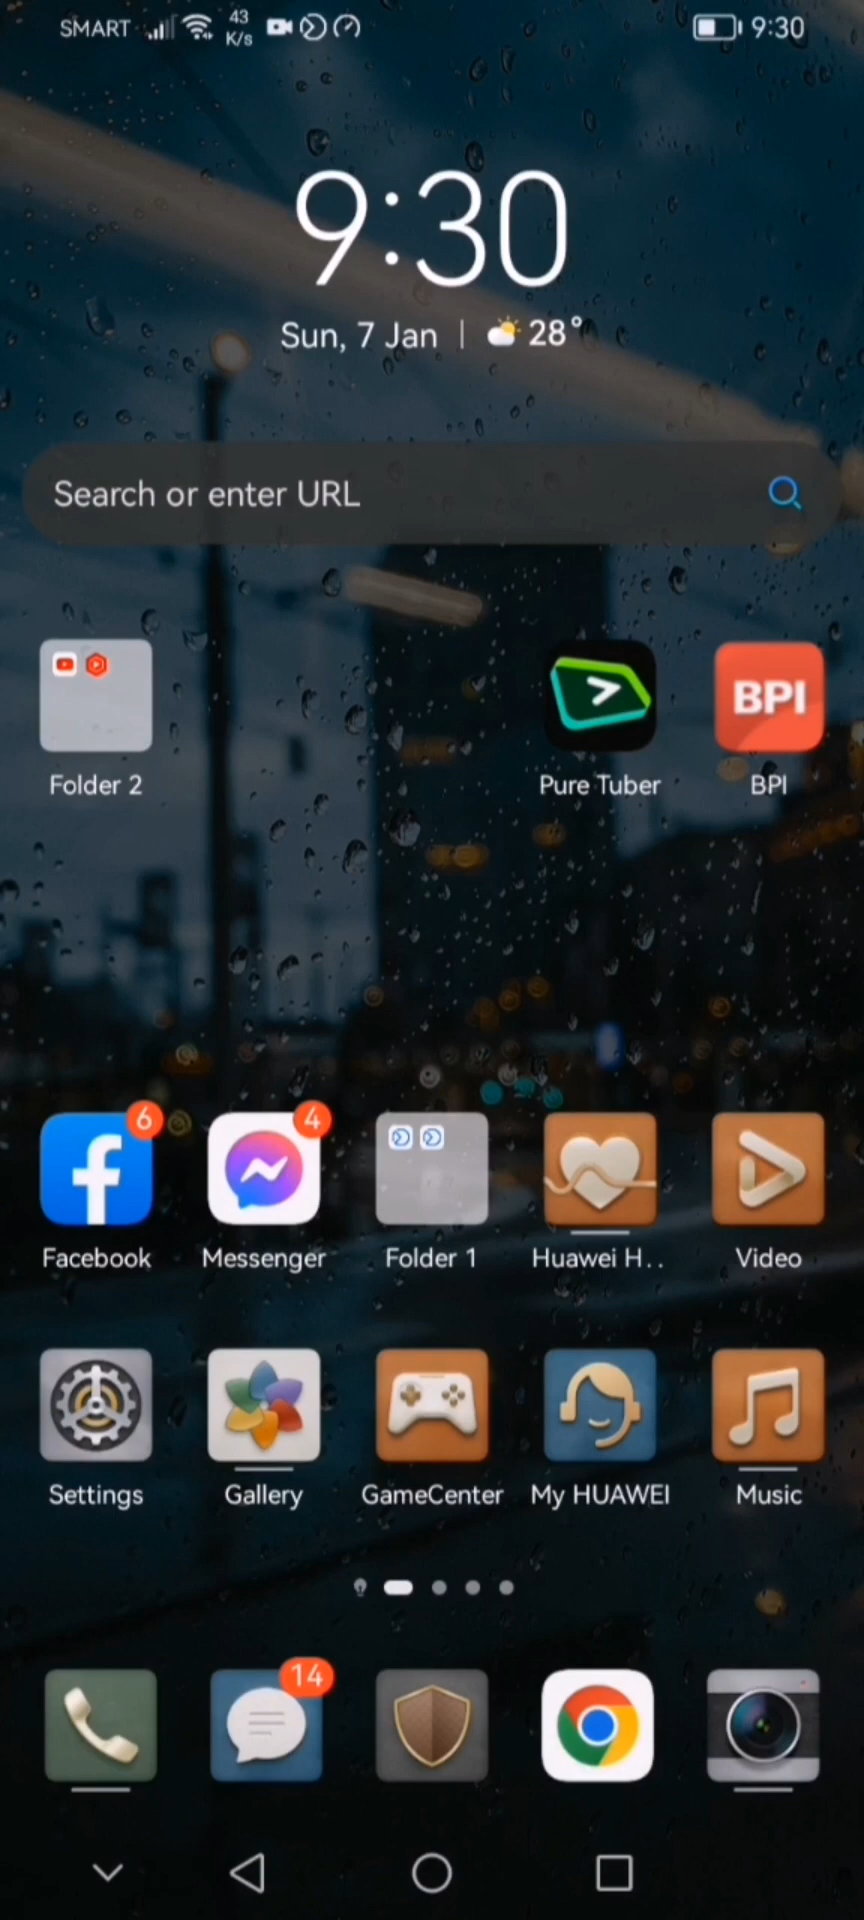 SMART 43 K/s 9:30
9:30
Sun, 7 Jan | 28°
Search or enter URL
BPI
Folder 2 Pure Tuber BPI
6 4
Facebook Messenger Folder 1 Huawei H..
Video
Settings Gallery GameCenter My HUAWEI Music
14